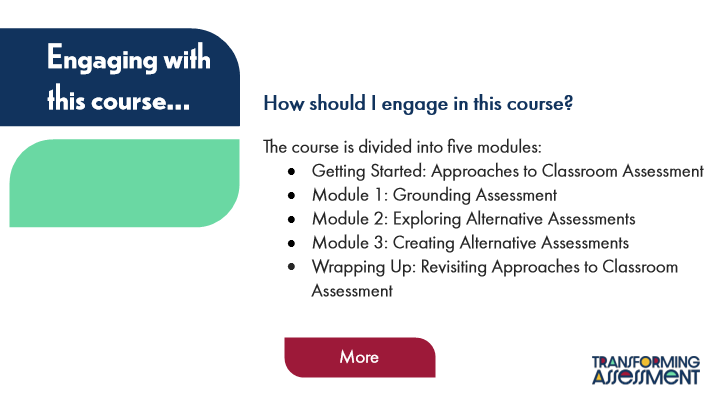 Engaging with
this course...
How should I engage in this course?
The course is divided into five modules:
● Getting Started: Approaches to Classroom Assessment
● Module 1: Grounding Assessment
● Module 2: Exploring Alternative Assessments
● Module 3: Creating Alternative Assessments
● Wrapping Up: Revisiting Approaches to Classroom
Assessment
More
TRANSFORMING
ASSESSMENT